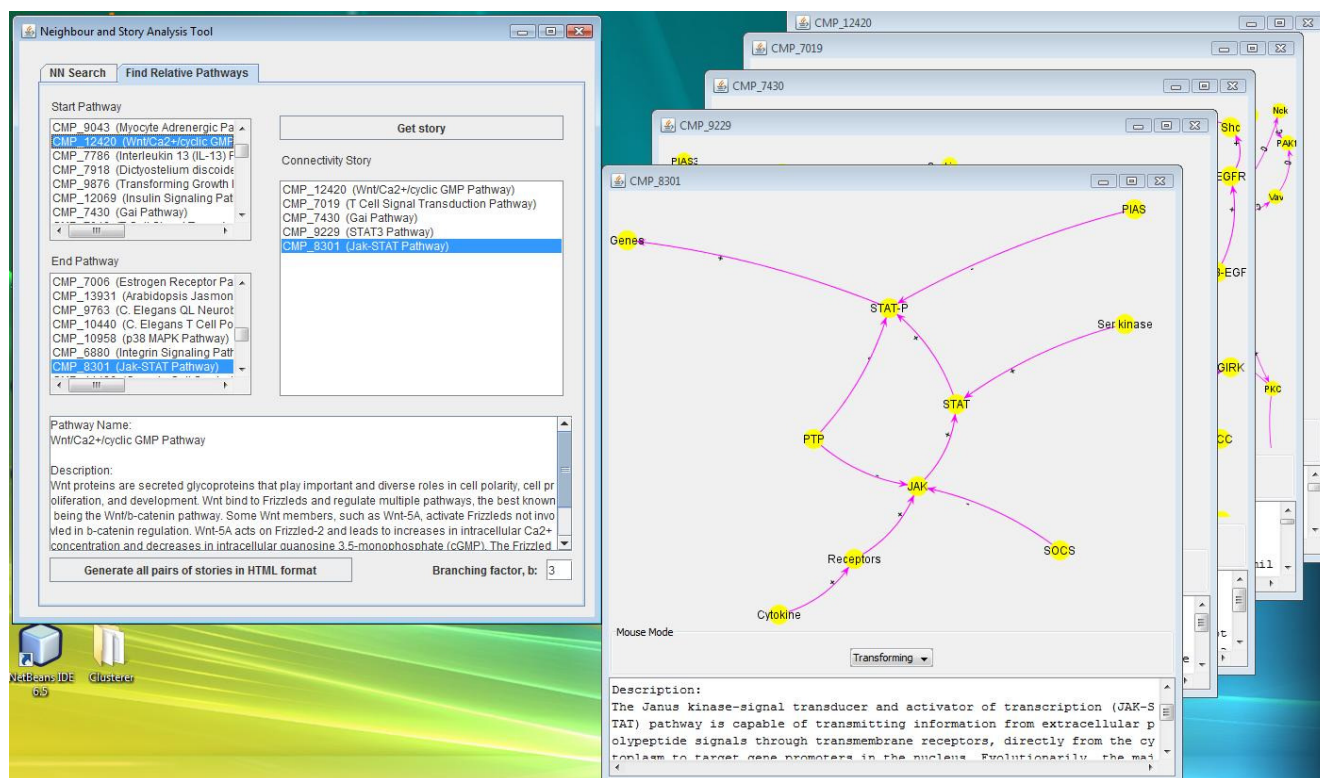 Neighbour and Story Analysis Tool
NN Search
Find Relative Pathways
Start Pathway
CMP_9043 (Myocyte Adrenergic Pa
CMP_12420 (Wnt/Ca2+/cyclic GMP
CMP_7786 (Interleukin 13 (IL-13) F
CMP_7918 (Dictyostelium discoide
CMP_9876 (Transforming Growth I
CMP_12069 (Insulin Signaling Pat
CMP_7430 (Gai Pathway)
End Pathway
CMP_7006 (Estrogen Receptor Pa
CMP_13931 (Arabidopsis Jasmon
CMP_9763 (C. Elegans QL Neurob
CMP_10440 (C. Elegans T Cell Po
CMP_10958 (p38 MAPK Pathway)
CMP_6880 (Integrin Signaling Path
CMP_8301 (Jak-STAT Pathway)
Get story
Connectivity Story
CMP_12420 (Wnt/Ca2+/cyclic GMP Pathway)
CMP_7019 (T Cell Signal Transduction Pathway)
CMP_7430 (Gai Pathway)
CMP_9229 (STAT3 Pathway)
CMP_8301 (Jak-STAT Pathway)
Pathway Name:
Wnt/Ca2+/cyclic GMP Pathway
Description:
Wnt proteins are secreted glycoproteins that play important and diverse roles in cell polarity, cell pr
oliferation, and development. Wnt bind to Frizzleds and regulate multiple pathways, the best known
being the Wnt/b-catenin pathway. Some Wnt members, such as Wnt-5A, activate Frizzleds not invo
vled in b-catenin regulation. Wnt-5A acts on Frizzled-2 and leads to increases in intracellular Ca2+
concentration and decreases in intracellular guanosine 3,5-monophosphate (cGMP). The Frizzled
Generate all pairs of stories in HTML format
Branching factor, b: 3
NetBeans IDE
6.5
Clusterer
CMP_12420
CMP_7019
Nck
PAK1
Vav
PKC
CMP_7430
Shc
EGFR
B-EGF
GIRK
CC
CMP_9229
PIAS3
CMP_8301
PIAS
Genes
STAT-P
Ser kinase
STAT
PTP
JAK
SOCS
Receptors
Cytokine
Mouse Mode
Transforming
Description:
The Janus kinase-signal transducer and activator of transcription (JAK-S
TAT) pathway is capable of transmitting information from extracellular p
olypeptide signals through transmembrane receptors, directly from the cy
toplasm to target gene promoters in the nucleus. Evolutionarily, the mai